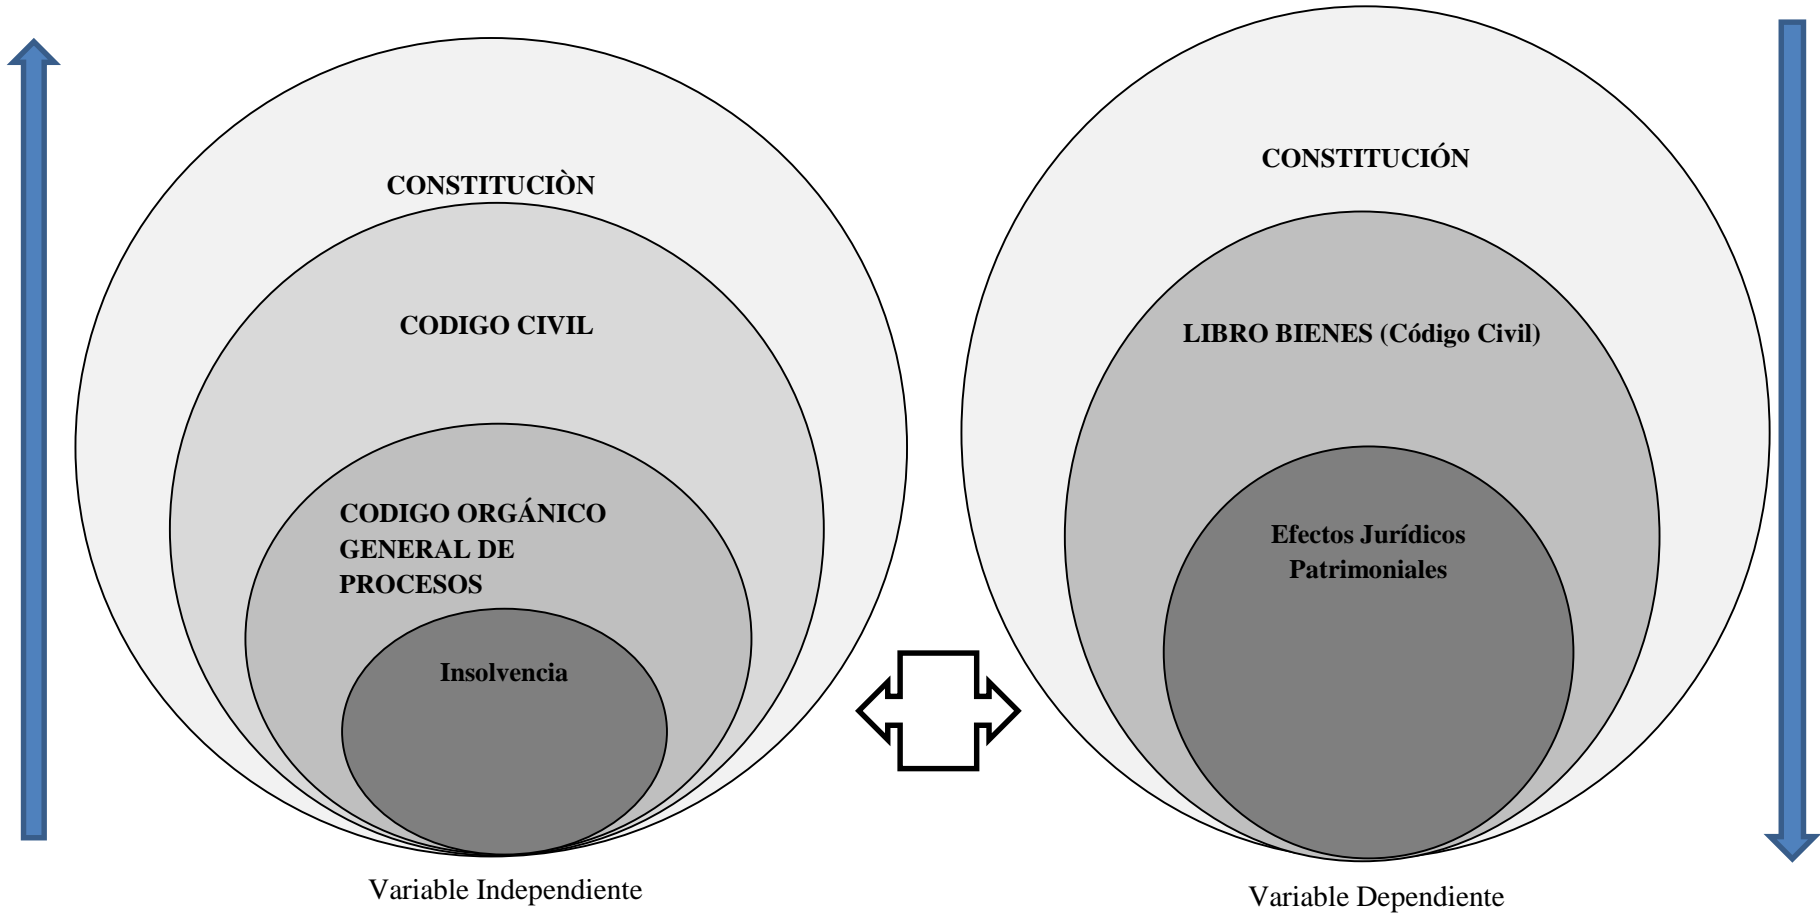 CONSTITUCIÒN
CODIGO CIVIL
CODIGO ORGÁNICO
GENERAL DE
PROCESOS
Insolvencia
Variable Independiente
CONSTITUCIÓN
LIBRO BIENES (Código Civil)
Efectos Jurídicos
Patrimoniales
Variable Dependiente